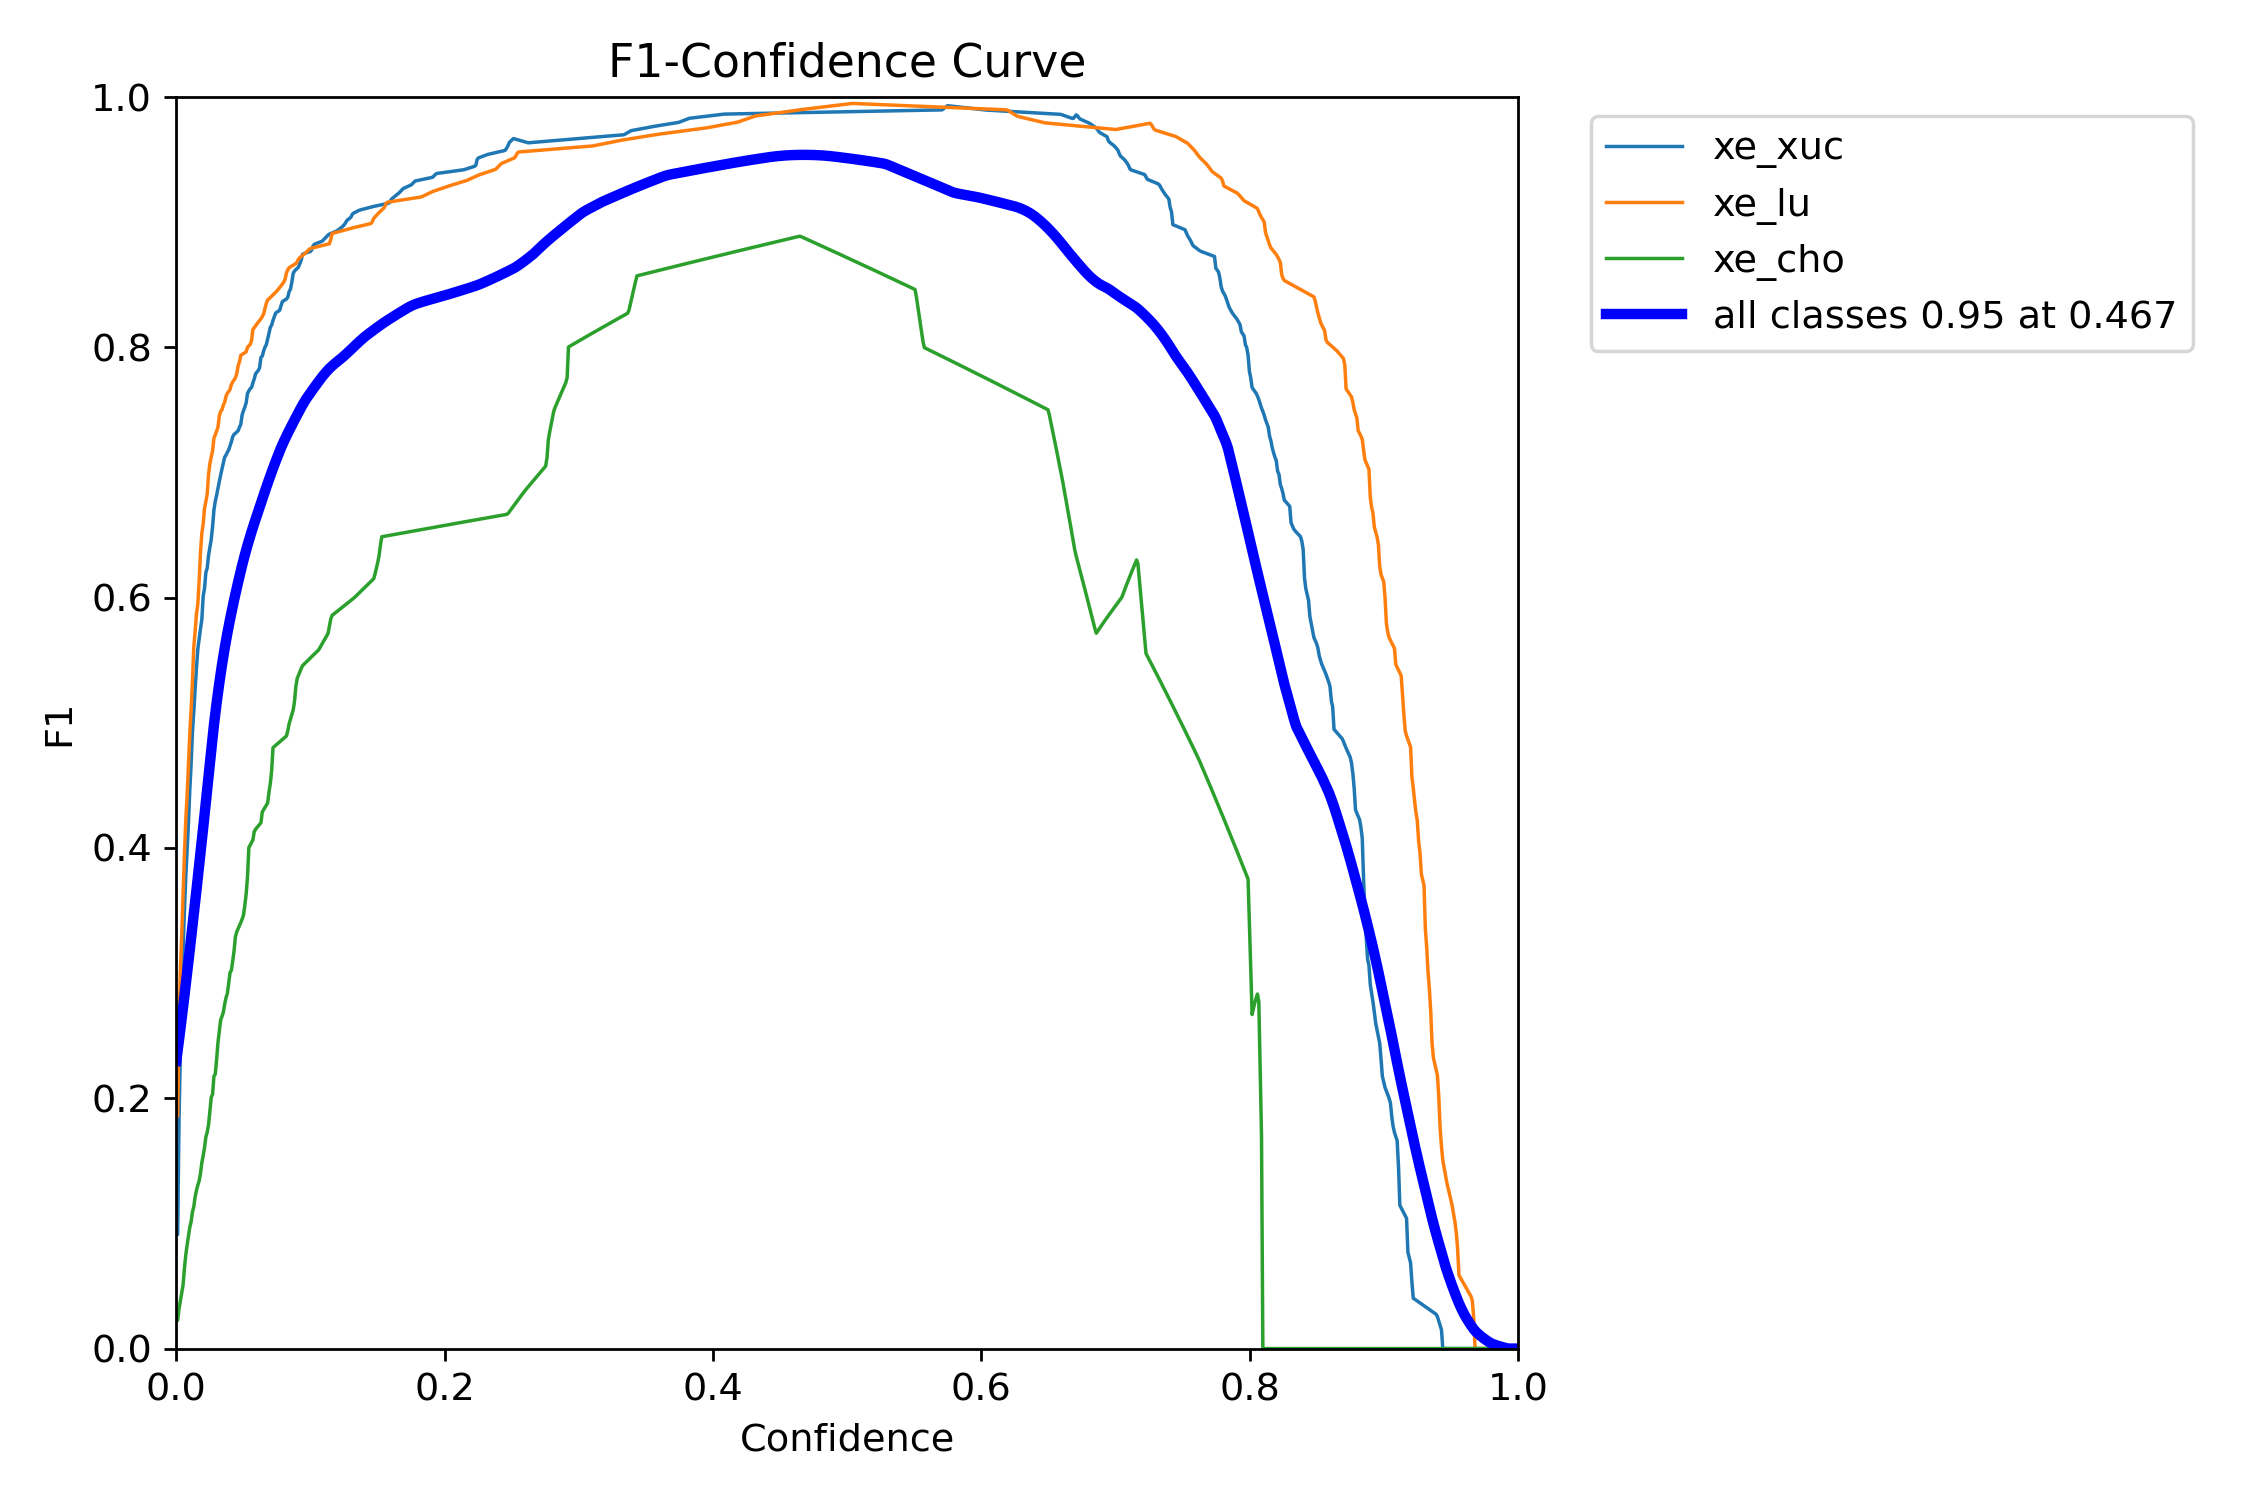 F1-Confidence Curve
1.0
0.8
0.6
0.4
0.2
0.0
F1
0.0 0.2 0.4 0.6 0.8 1.0
Confidence
xe_xuc
xe_lu
xe_cho
all classes 0.95 at 0.467